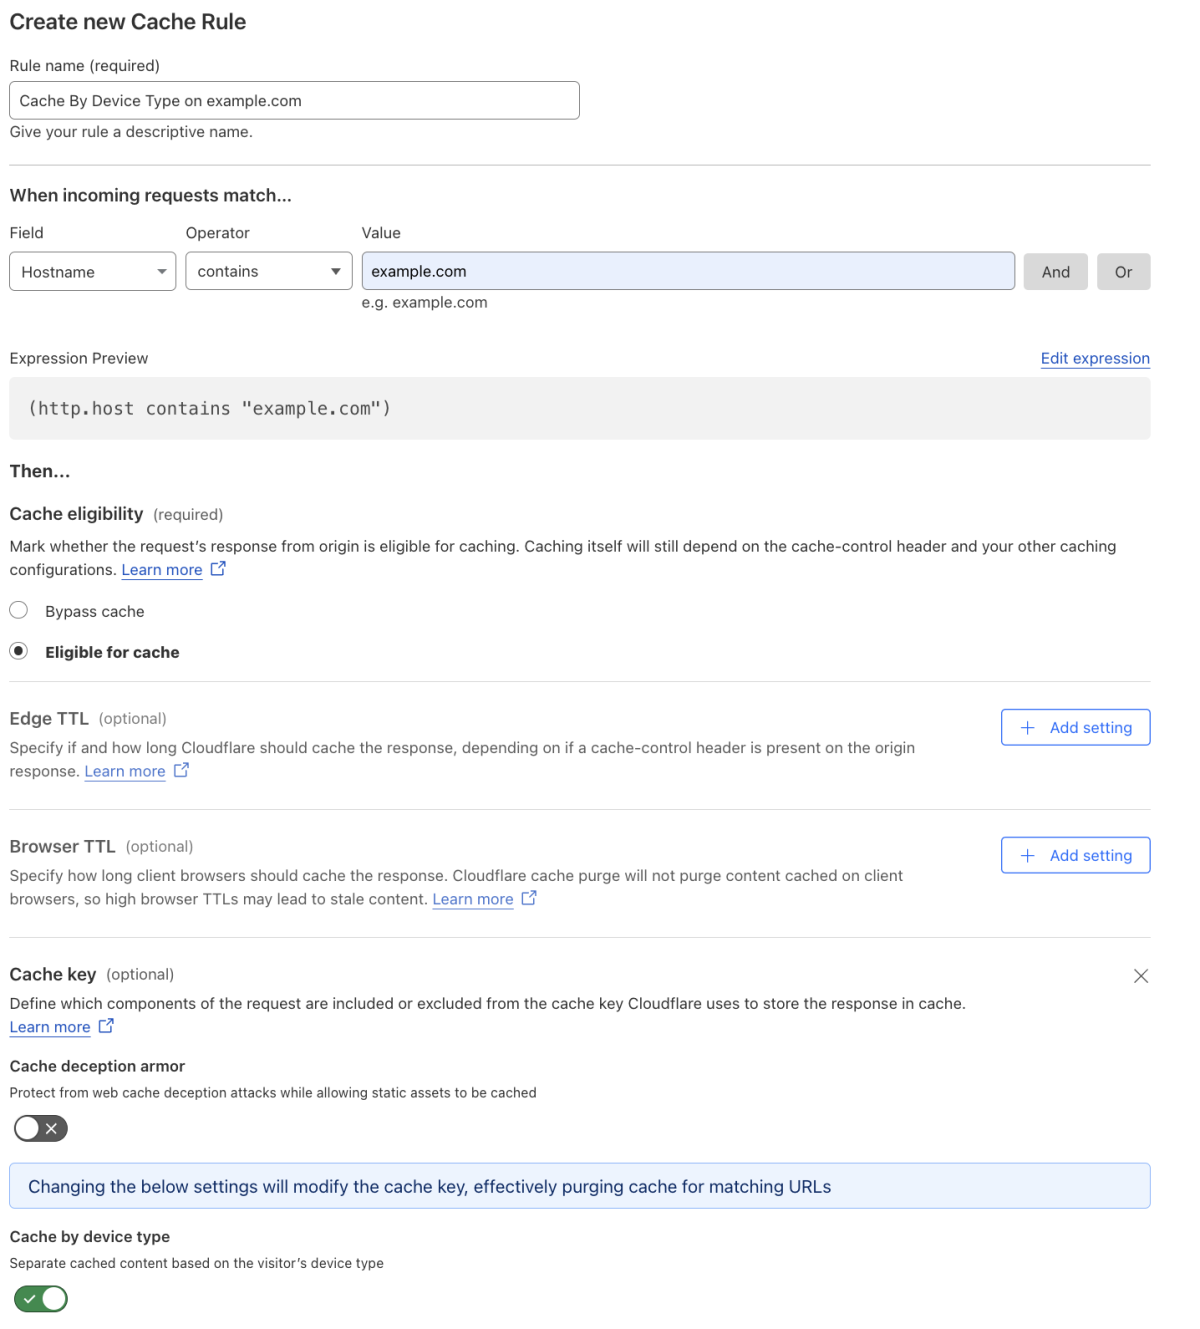 Create new Cache Rule
Rule name (required)
Cache By Device Type on example.com
Give your rule a descriptive name.
When incoming requests match...
Field Operator Value
Hostname contains example.com And Or
e.g. example.com
Expression Preview Edit expression
(http.host contains "example.com")
Then...
Cache eligibility (required)
Mark whether the request's response from origin is eligible for caching. Caching itself will still depend on the cache-control header and your other caching
configurations. Learn more
Bypass cache
Eligible for cache
Edge TTL (optional)
+ Add setting
Specify if and how long Cloudflare should cache the response, depending on if a cache-control header is present on the origin
response. Learn more
Browser TTL (optional)
+ Add setting
Specify how long client browsers should cache the response. Cloudflare cache purge will not purge content cached on client
browsers, so high browser TTLs may lead to stale content. Learn more
Cache key (optional)
Define which components of the request are included or excluded from the cache key Cloudflare uses to store the response in cache.
Learn more
Cache deception armor
Protect from web cache deception attacks while allowing static assets to be cached
Changing the below settings will modify the cache key, effectively purging cache for matching URLs
Cache by device type
Separate cached content based on the visitor's device type